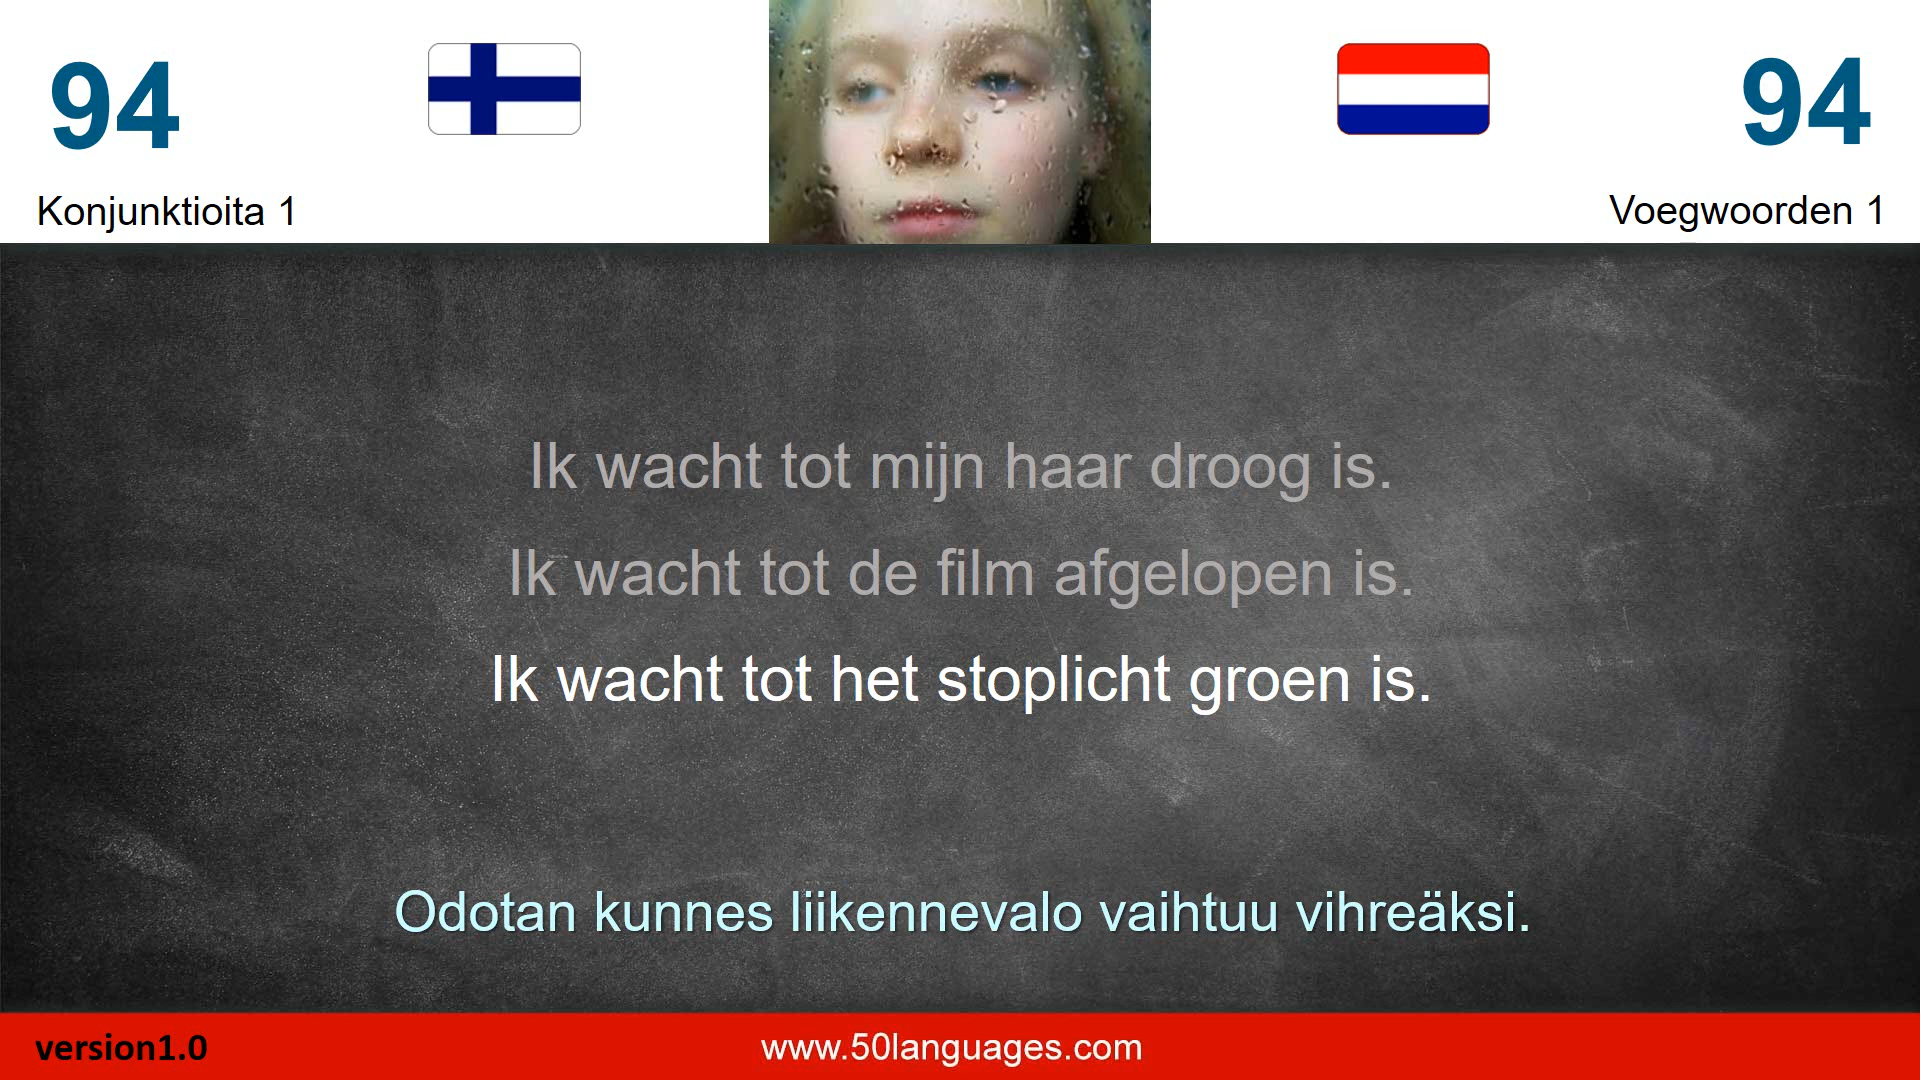 94
94
Konjunktioita 1
Voegwoorden 1
Ik wacht tot mijn haar droog is.
Ik wacht tot de film afgelopen is.
Ik wacht tot het stoplicht groen is.
Odotan kunnes liikennevalo vaihtuu vihreäksi.
version1.0
www.50languages.com